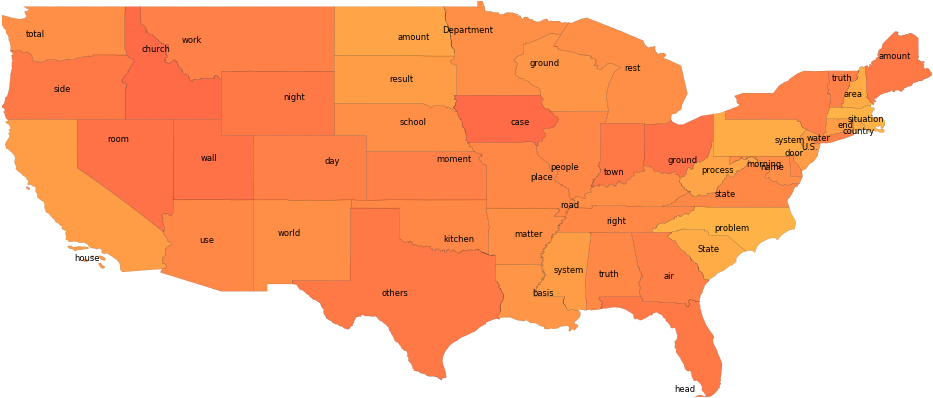 total
church
work
amount
Department
side
night
result
ground
rest
truth
amount
area
room
school
case
situation
end
country
wall
day
moment
people
place
town
ground
system
water
U.S.
door
morning
name
process
state
house
use
world
kitchen
road
right
matter
problem
State
system
truth
air
others
basis
head